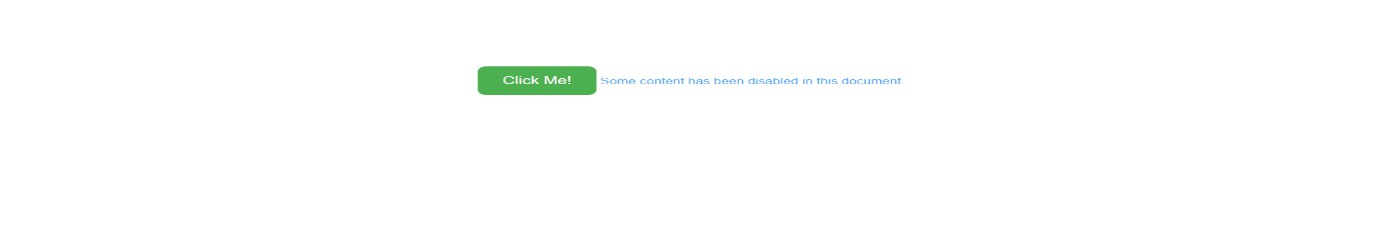 Click Me! Some content has been disabled in this document